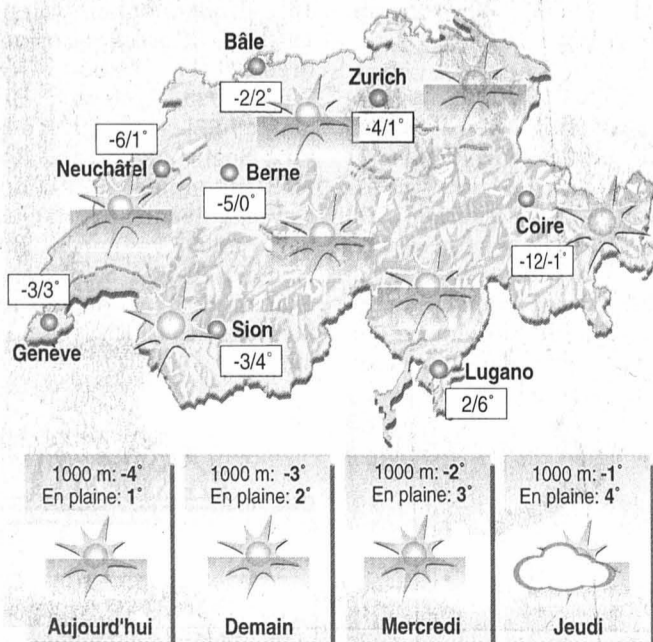 Bâle
-2/2°
Zurich
-4/1°
-6/1°
Neuchâtel
Berne
-5/0°
Coire
-12/-1°
-3/3°
Genève
Sion
-3/4°
Lugano
2/6°
1000 m: -4°
En plaine: 1°
Aujourd'hui
1000 m: -3°
En plaine: 2°
Demain
1000 m: -2°
En plaine: 3°
Mercredi
1000 m: -1°
En plaine: 4°
Jeudi